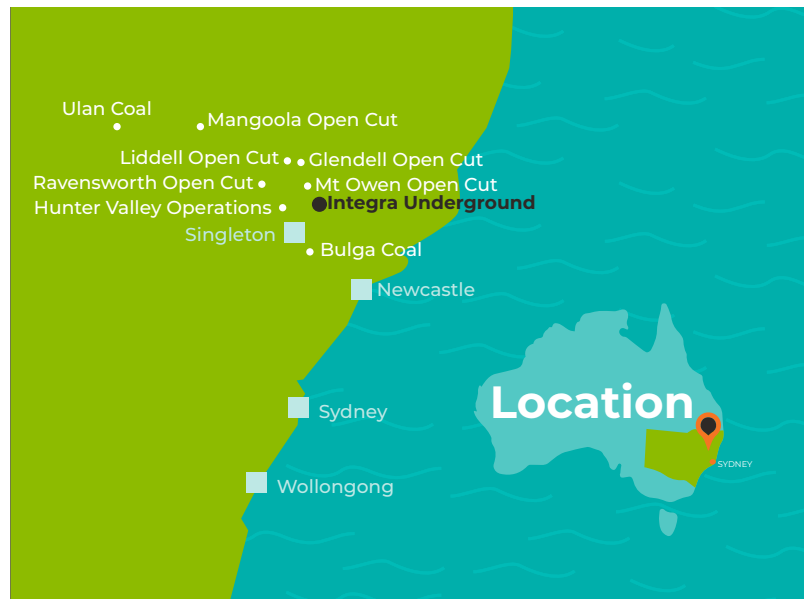 Ulan Coal
Mangoola Open Cut
Liddell Open Cut
Glendell Open Cut
Ravensworth Open Cut
Mt Owen Open Cut
Hunter Valley Operations
Integra Underground
Singleton
Bulga Coal
Newcastle
Sydney
Location
SYDNEY
Wollongong